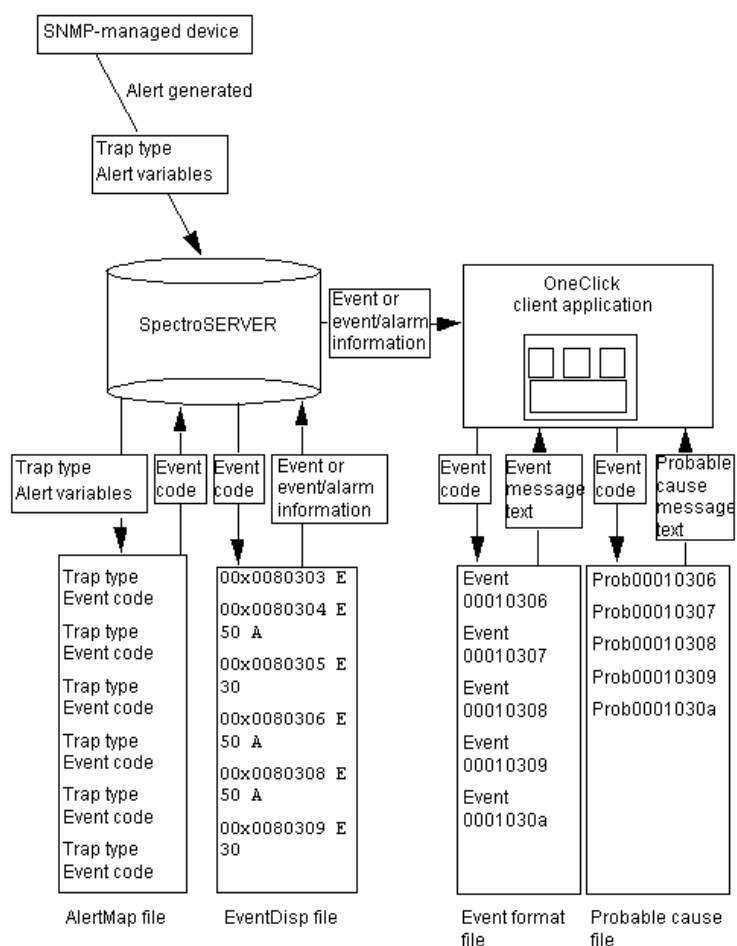 SNMP-managed device
Alert generated
Trap type
Alert variables
SpectroSERVER
Event or
event/alarm
information
OneClick
client application
Trap type
Alert variables
Event
code
Event
code
Event or
event/alarm
information
Event
code
Event
message
text
Event
code
Probable
cause
message
text
Trap type
Event code
Trap type
Event code
Trap type
Event code
Trap type
Event code
Trap type
Event code
Trap type
Event code
00x0080303 E
00x0080304 E
50 A
00x0080305 E
30
00x0080306 E
50 A
00x0080308 E
50 A
00x0080309 E
30
Event
00010306
Event
00010307
Event
00010308
Event
00010309
Event
0001030a
Prob00010306
Prob00010307
Prob00010308
Prob00010309
Prob0001030a
AlertMap file
EventDisp file
Event format
file
Probable cause
file